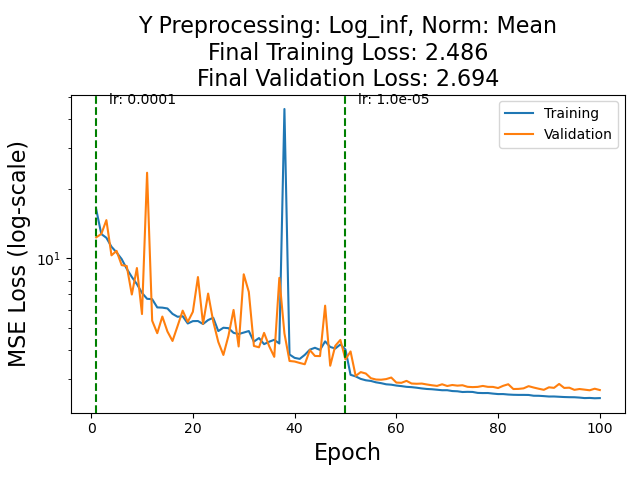 Y Preprocessing: Log_inf, Norm: Mean
Final Training Loss: 2.486
Final Validation Loss: 2.694
lr: 0.0001
lr: 1.0e-05
Training
Validation
MSE Loss (log-scale)
10¹
0 20 40 60 80 100
Epoch